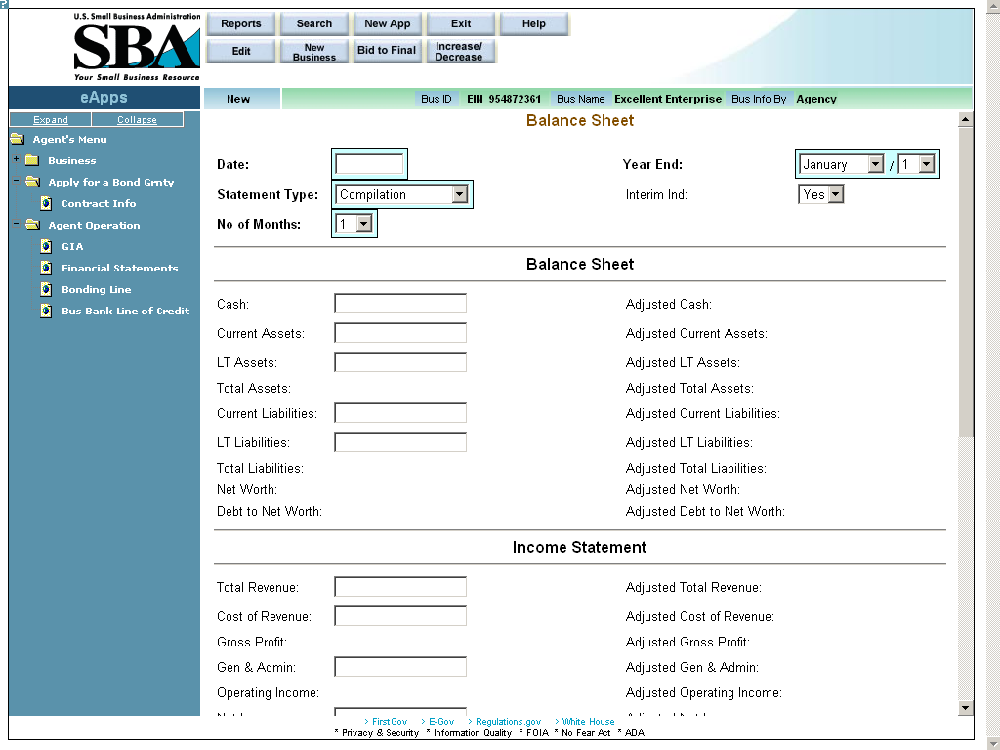 U.S. Small Business Administration
SBA
Your Small Business Resource
Reports Search New App Exit Help
Edit New Business Bid to Final Increase/ Decrease
eApps
New Bus ID EIN 954872361 Bus Name Excellent Enterprise Bus Info By Agency
Expand Collapse
Agent's Menu
Business
Apply for a Bond Grnty
Contract Info
Agent Operation
GIA
Financial Statements
Bonding Line
Bus Bank Line of Credit
Balance Sheet
Date: Year End: January / 1
Statement Type: Compilation Interim Ind: Yes
No of Months: 1
Balance Sheet
Cash: Adjusted Cash:
Current Assets: Adjusted Current Assets:
LT Assets: Adjusted LT Assets:
Total Assets: Adjusted Total Assets:
Current Liabilities: Adjusted Current Liabilities:
LT Liabilities: Adjusted LT Liabilities:
Total Liabilities: Adjusted Total Liabilities:
Net Worth: Adjusted Net Worth:
Debt to Net Worth: Adjusted Debt to Net Worth:
Income Statement
Total Revenue: Adjusted Total Revenue:
Cost of Revenue: Adjusted Cost of Revenue:
Gross Profit: Adjusted Gross Profit:
Gen & Admin: Adjusted Gen & Admin:
Operating Income: Adjusted Operating Income:
> FirstGov > E-Gov > Regulations.gov > White House
* Privacy & Security * Information Quality * FOIA * No Fear Act * ADA